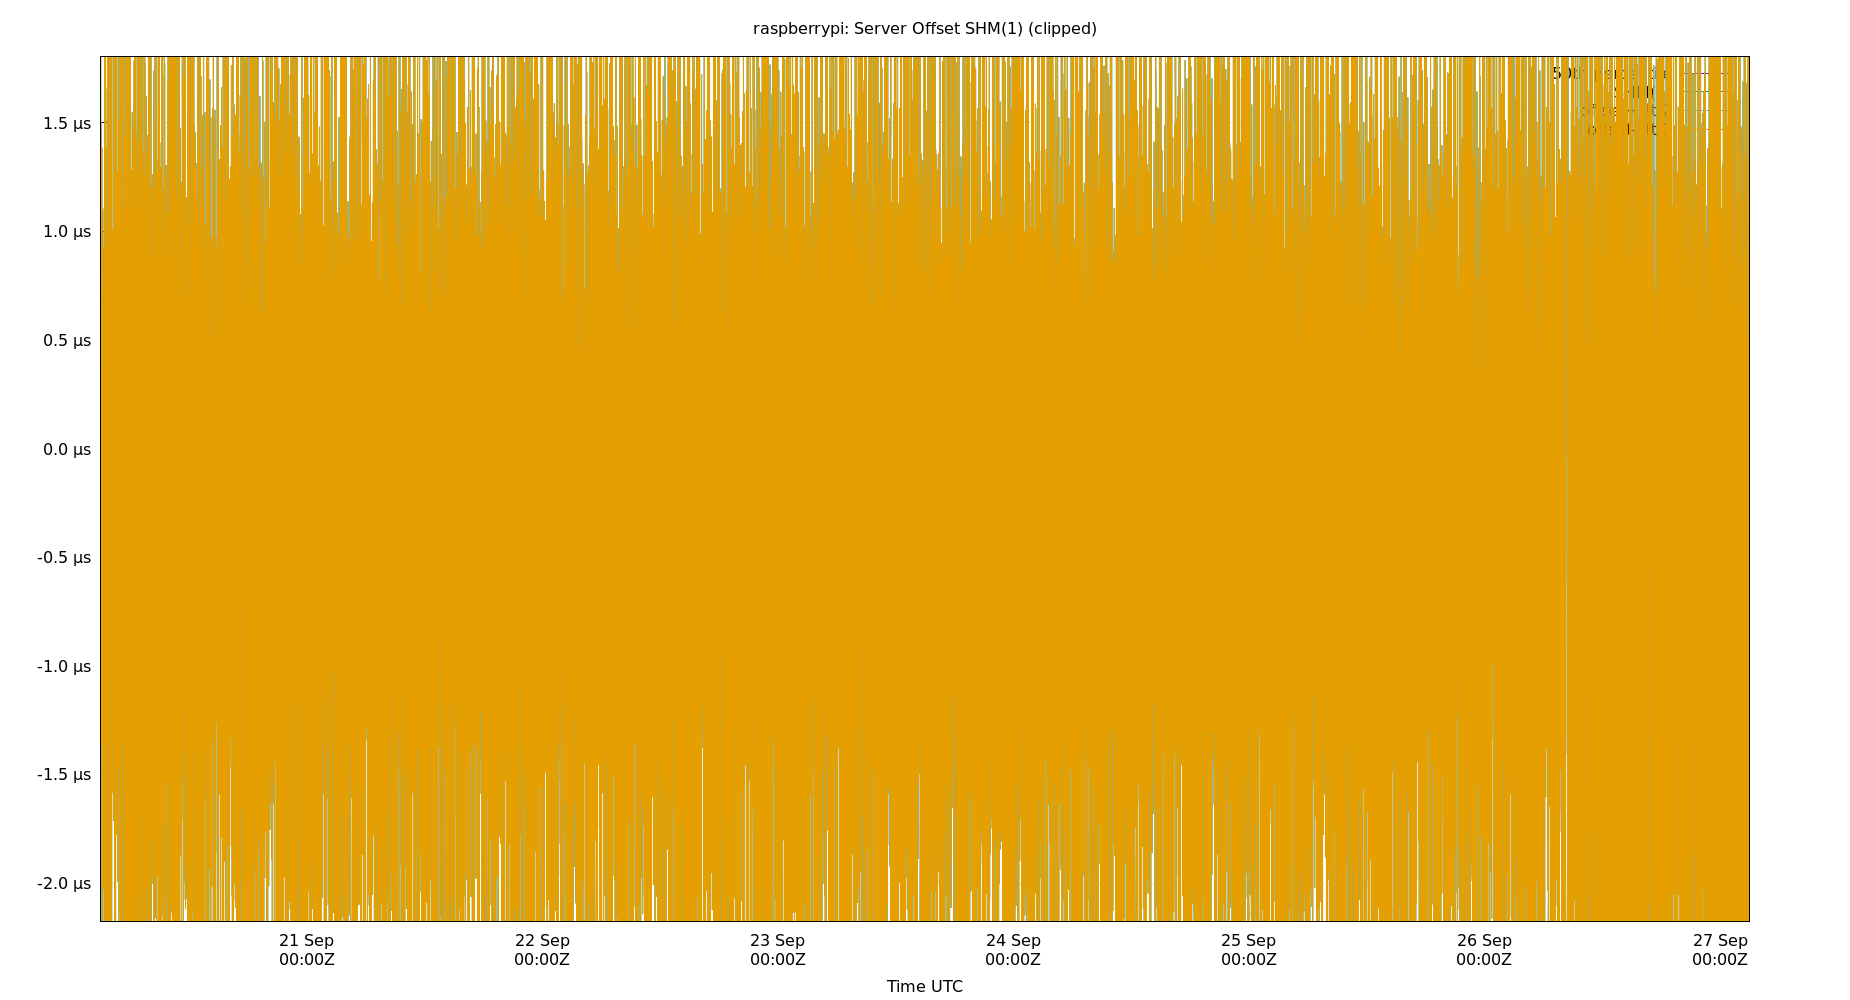 raspberrypi: Server Offset SHM(1) (clipped)
1.5 µs
1.0 µs
0.5 µs
0.0 µs
-0.5 µs
-1.0 µs
-1.5 µs
-2.0 µs
21 Sep 22 Sep 23 Sep 24 Sep 25 Sep 26 Sep 27 Sep
00:00Z 00:00Z 00:00Z 00:00Z 00:00Z 00:00Z 00:00Z
Time UTC